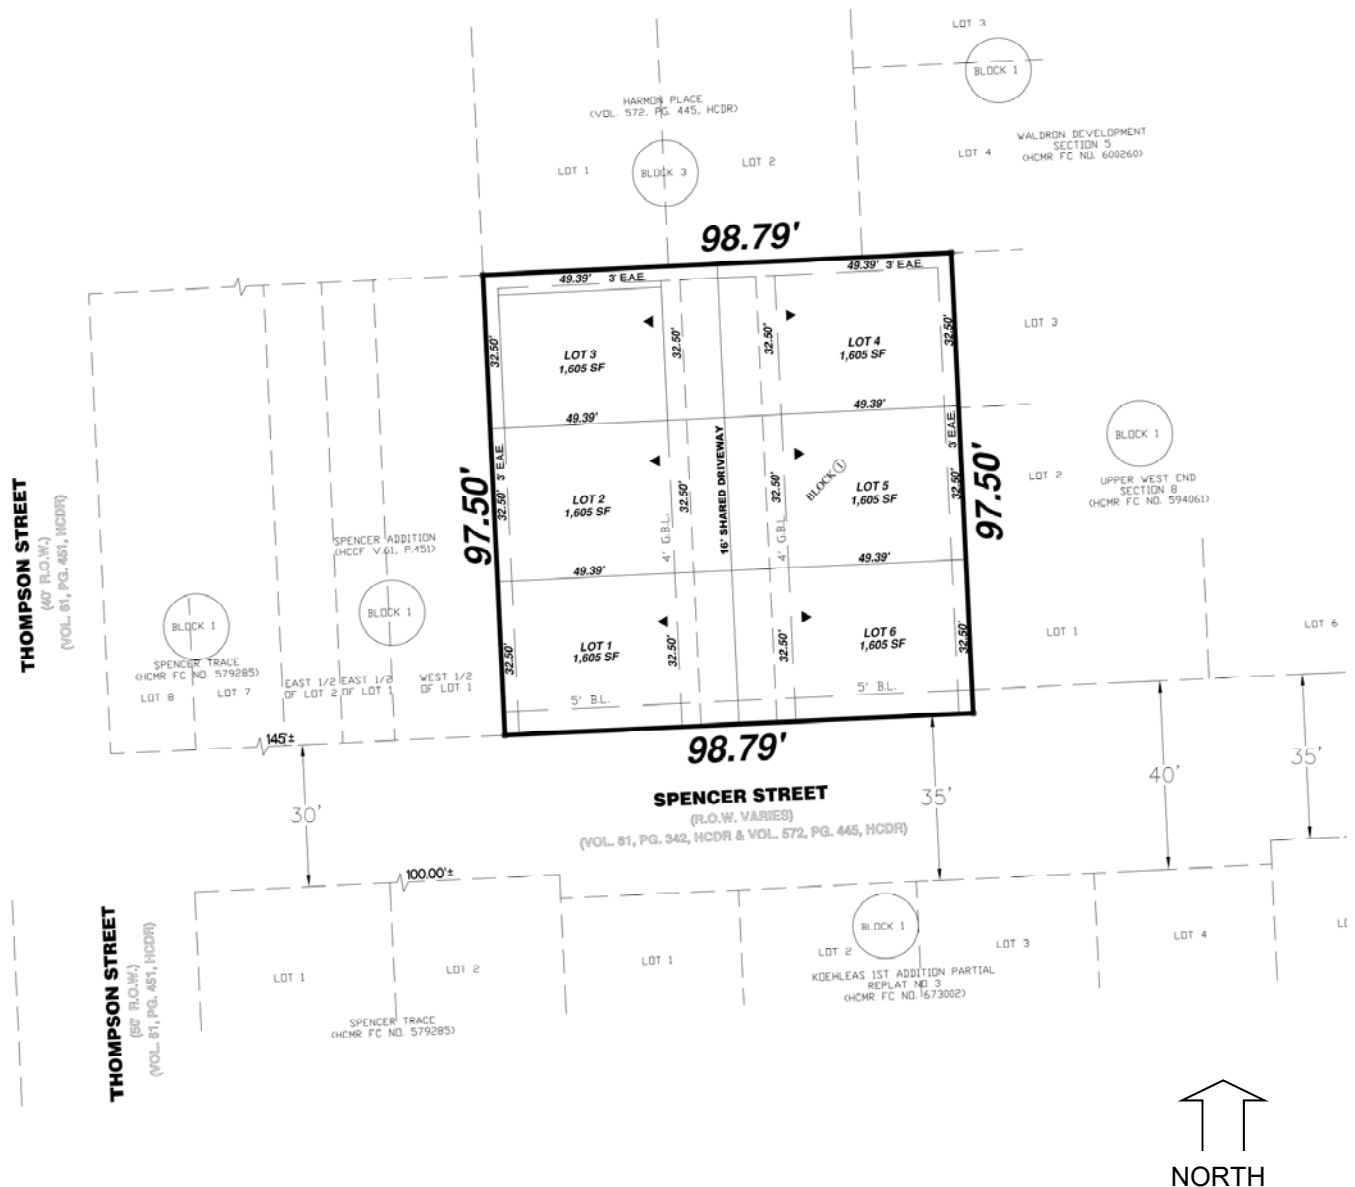 LOT 3
BLOCK 1
HARMON PLACE
(VOL. 572, PG. 445, HCDR)
WALDRON DEVELOPMENT
SECTION 5
(HCMR FC NO. 600260)
LOT 4
LOT 1
BLOCK 3
LOT 2
98.79'
49.39'
3' E.A.E.
49.39'
3' E.A.E.
32.50'
LOT 3
1,605 SF
32.50'
32.50'
LOT 4
1,605 SF
32.50'
LOT 3
49.39'
49.39'
3' E.A.E.
97.50'
32.50'
LOT 2
1,605 SF
32.50'
4' G.B.L.
16' SHARED DRIVEWAY
32.50'
4' G.B.L.
BLOCK 1
LOT 5
1,605 SF
3' E.A.E.
32.50'
97.50'
BLOCK 1
LOT 2
UPPER WEST END
SECTION 8
(HCMR FC NO. 594061)
THOMPSON STREET
(40' R.O.W.)
(VOL. 61, PG. 451, HCDR)
SPENCER ADDITION
(HCCF V.61, P.451)
49.39'
49.39'
BLOCK 1
BLOCK 1
SPENCER TRACE
(HCMR FC NO. 579285)
LOT 8
LOT 7
EAST 1/2
OF LOT 2
EAST 1/2
OF LOT 1
WEST 1/2
OF LOT 1
32.50'
LOT 1
1,605 SF
32.50'
32.50'
LOT 6
1,605 SF
32.50'
LOT 1
LOT 6
5' B.L.
5' B.L.
145'±
98.79'
30'
SPENCER STREET
(R.O.W. VARIES)
(VOL. 81, PG. 342, HCDR & VOL. 572, PG. 445, HCDR)
35'
40'
35'
100.00'±
THOMPSON STREET
(50' R.O.W.)
(VOL. 61, PG. 451, HCDR)
LOT 1
LOT 2
LOT 1
BLOCK 1
LOT 2
LOT 3
LOT 4
KOEHLEAS 1ST ADDITION PARTIAL
REPLAT NO 3
(HCMR FC NO. 673002)
SPENCER TRACE
(HCMR FC NO. 579285)
NORTH